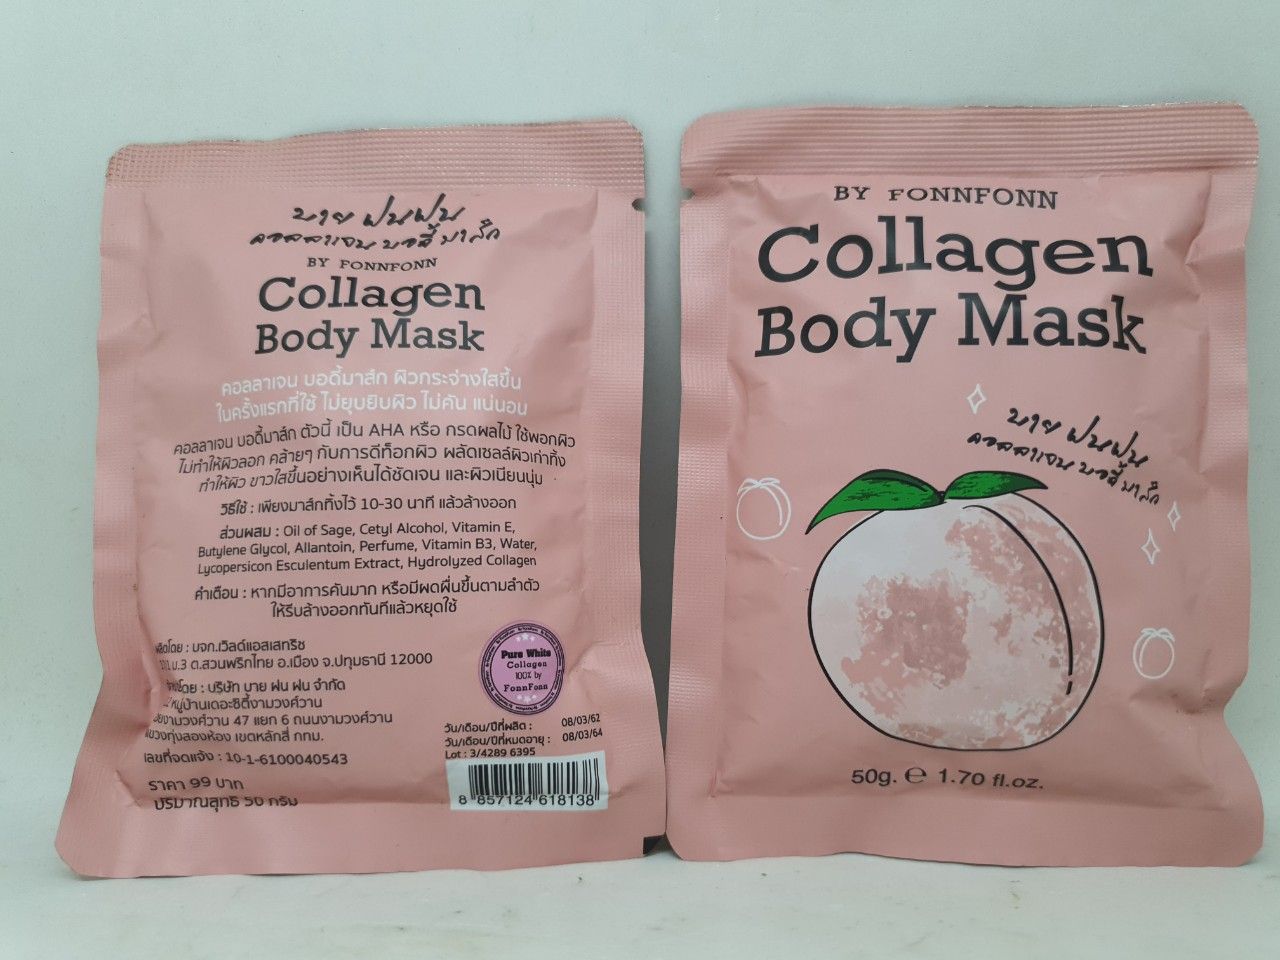 บาย ฝนฝน
คอลลาเจน บอดี้ มาส์ก
BY FONNFONN
Collagen
Body Mask
คอลลาเจน บอดี้มาส์ก ผิวกระจ่างใสขึ้น
ในครั้งแรกที่ใช้ ไม่ยุบยิบผิว ไม่คัน แน่นอน
คอลลาเจน บอดี้มาส์ก ตัวนี้ เป็น AHA หรือ กรดผลไม้ ใช้พอกผิว
ไม่ทำให้ผิวลอก คล้ายๆ กับการดีท็อกผิว ผลัดเซลล์ผิวเก่าทิ้ง
ทำให้ผิว ขาวใสขึ้นอย่างเห็นได้ชัดเจน และผิวเนียนนุ่ม
วิธีใช้ : เพียงมาส์กทิ้งไว้ 10-30 นาที แล้วล้างออก
ส่วนผสม : Oil of Sage, Cetyl Alcohol, Vitamin E,
Butylene Glycol, Allantoin, Perfume, Vitamin B3, Water,
Lycopersicon Esculentum Extract, Hydrolyzed Collagen
คำเตือน : หากมีอาการคันมาก หรือมีผดผื่นขึ้นตามลำตัว
ให้รีบล้างออกทันทีแล้วหยุดใช้
ผลิตโดย : บจก.เวิลด์แอสเสทริช
ม.3 ต.สวนพริกไทย อ.เมือง จ.ปทุมธานี 12000
โดย : บริษัท บาย ฝน ฝน จำกัด
หมู่บ้านเดอะซิตี้งามวงศ์วาน
งามวงศ์วาน 47 แยก 6 ถนนงามวงศ์วาน
แขวงทุ่งสองห้อง เขตหลักสี่ กทม.
เลขที่จดแจ้ง : 10-1-6100040543
ราคา 99 บาท
ปริมาณสุทธิ 50 กรัม
Pure White
Collagen
100% by
FonnFonn
วัน/เดือน/ปีที่ผลิต : 08/03/62
วัน/เดือน/ปีที่หมดอายุ : 08/03/64
Lot : 3/4289 6395
8 857124 618138
BY FONNFONN
Collagen
Body Mask
บาย ฝนฝน
คอลลาเจน บอดี้ มาส์ก
50g. ℮ 1.70 fl.oz.